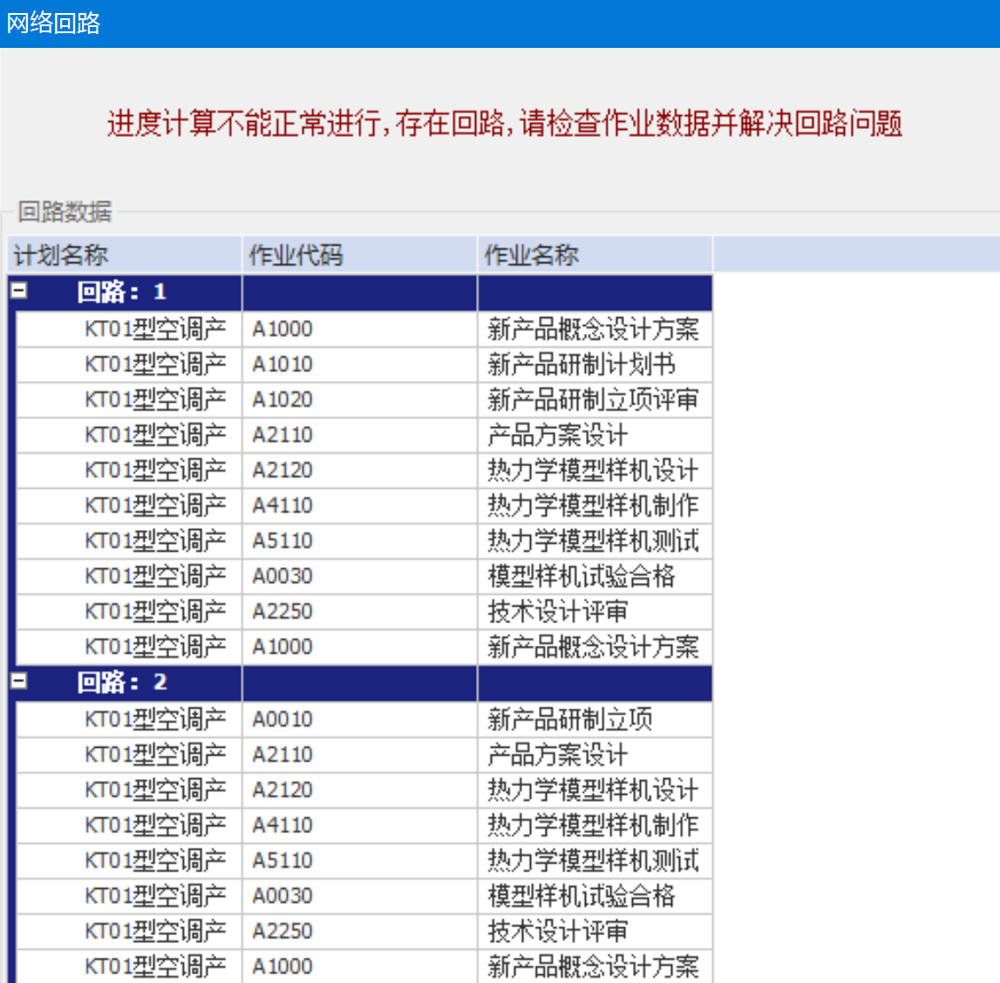 网络回路
进度计算不能正常进行,存在回路,请检查作业数据并解决回路问题
回路数据
计划名称 作业代码 作业名称
回路: 1
KT01型空调产 A1000 新产品概念设计方案
KT01型空调产 A1010 新产品研制计划书
KT01型空调产 A1020 新产品研制立项评审
KT01型空调产 A2110 产品方案设计
KT01型空调产 A2120 热力学模型样机设计
KT01型空调产 A4110 热力学模型样机制作
KT01型空调产 A5110 热力学模型样机测试
KT01型空调产 A0030 模型样机试验合格
KT01型空调产 A2250 技术设计评审
KT01型空调产 A1000 新产品概念设计方案
回路: 2
KT01型空调产 A0010 新产品研制立项
KT01型空调产 A2110 产品方案设计
KT01型空调产 A2120 热力学模型样机设计
KT01型空调产 A4110 热力学模型样机制作
KT01型空调产 A5110 热力学模型样机测试
KT01型空调产 A0030 模型样机试验合格
KT01型空调产 A2250 技术设计评审
KT01型空调产 A1000 新产品概念设计方案